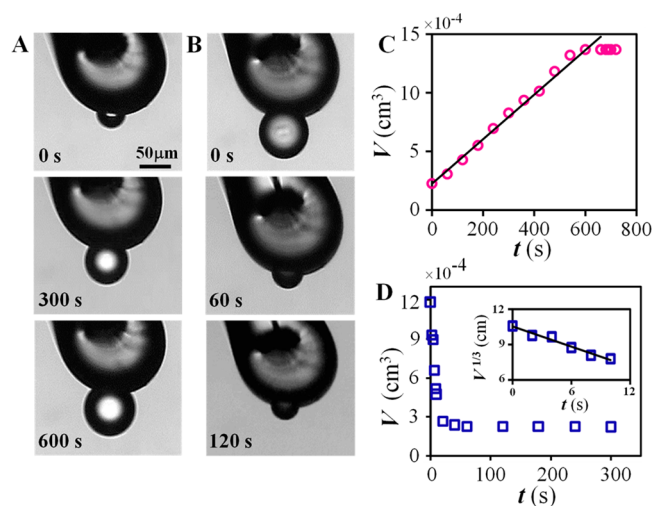 A
0 s
50μm
300 s
600 s
B
0 s
60 s
120 s
C
×10⁻⁴
15
10
5
0
V (cm³)
0 200 400 600 800
t (s)
D
×10⁻⁴
12
9
6
3
0
V (cm³)
0 100 200 300
t (s)
12
9
6
V^1/3 (cm)
0 6 12
t (s)